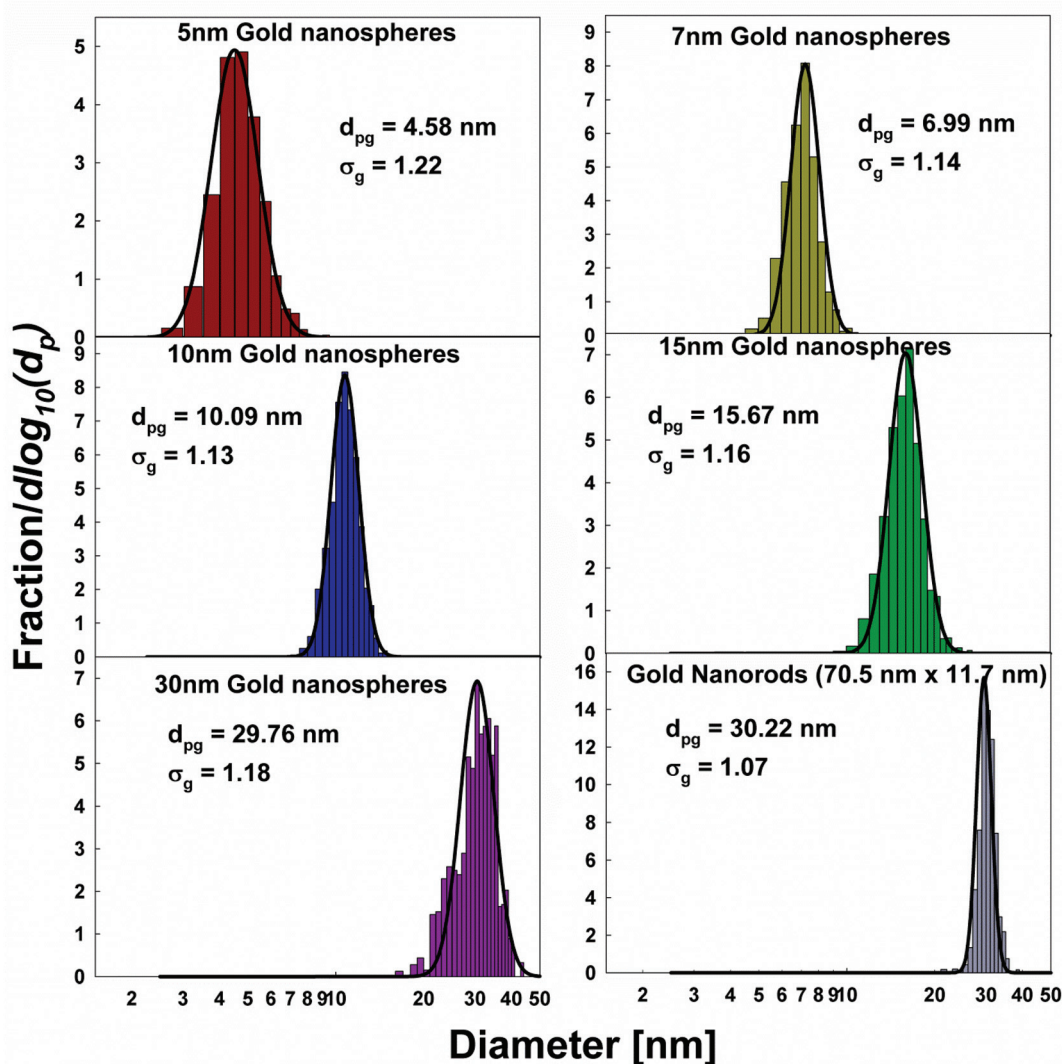 Fraction/dlog₁₀(dₚ)
5nm Gold nanospheres
5
4
3
2
1
0
d_pg = 4.58 nm
σ_g = 1.22
7nm Gold nanospheres
9
8
7
6
5
4
3
2
1
0
d_pg = 6.99 nm
σ_g = 1.14
10nm Gold nanospheres
9
8
7
6
5
4
3
2
1
0
d_pg = 10.09 nm
σ_g = 1.13
15nm Gold nanospheres
7
6
5
4
3
2
1
0
d_pg = 15.67 nm
σ_g = 1.16
30nm Gold nanospheres
7
6
5
4
3
2
1
0
d_pg = 29.76 nm
σ_g = 1.18
2 3 4 5 6 7 8 9 10 20 30 50
Gold Nanorods (70.5 nm x 11.7 nm)
16
14
12
10
8
6
4
2
0
d_pg = 30.22 nm
σ_g = 1.07
2 3 4 5 6 7 8 9 10 20 30 40 50
Diameter [nm]